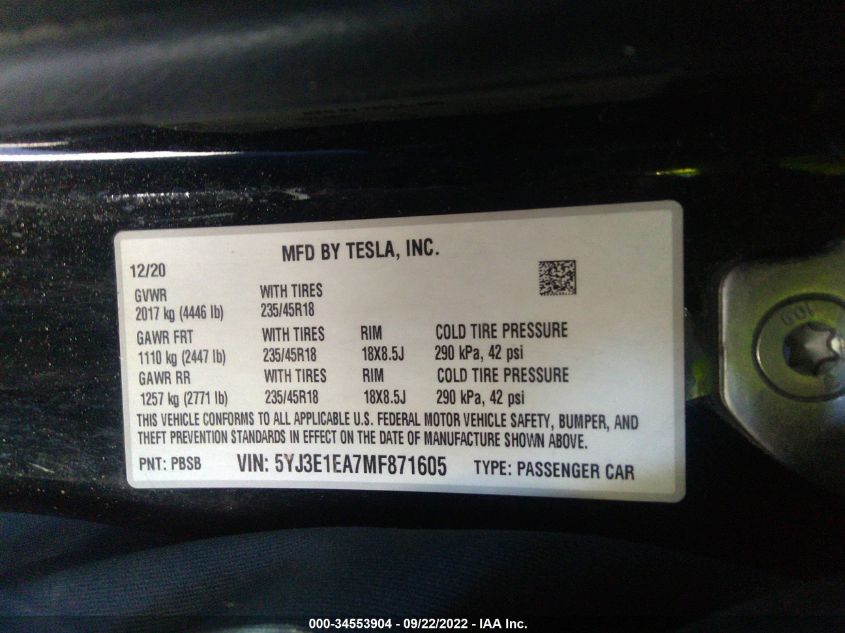 MFD BY TESLA, INC.
12/20
GVWR WITH TIRES
2017 kg (4446 lb) 235/45R18
GAWR FRT WITH TIRES RIM COLD TIRE PRESSURE
1110 kg (2447 lb) 235/45R18 18X8.5J 290 kPa, 42 psi
GAWR RR WITH TIRES RIM COLD TIRE PRESSURE
1257 kg (2771 lb) 235/45R18 18X8.5J 290 kPa, 42 psi
THIS VEHICLE CONFORMS TO ALL APPLICABLE U.S. FEDERAL MOTOR VEHICLE SAFETY, BUMPER, AND
THEFT PREVENTION STANDARDS IN EFFECT ON THE DATE OF MANUFACTURE SHOWN ABOVE.
PNT: PBSB VIN: 5YJ3E1EA7MF871605 TYPE: PASSENGER CAR
000-34553904 - 09/22/2022 - IAA Inc.